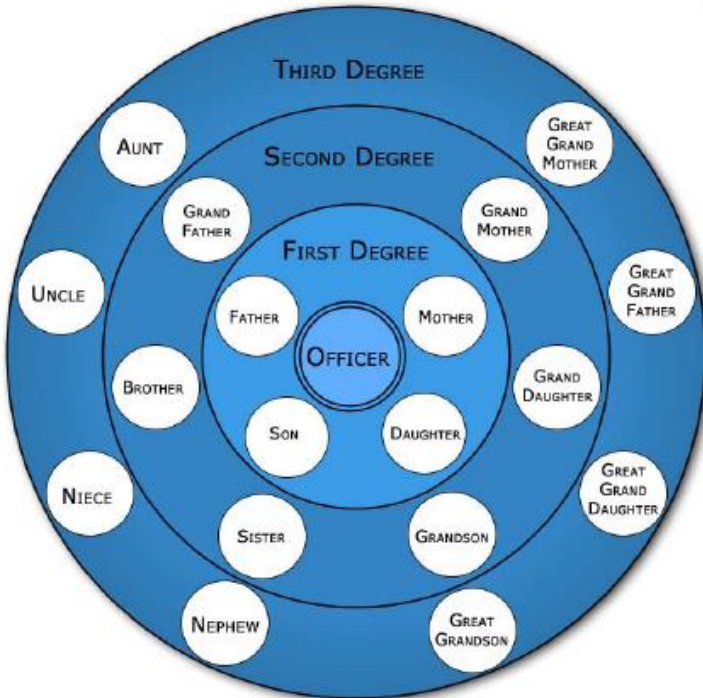 THIRD DEGREE
AUNT
GREAT
GRAND
MOTHER
SECOND DEGREE
GRAND
FATHER
GRAND
MOTHER
FIRST DEGREE
UNCLE
GREAT
GRAND
FATHER
FATHER
MOTHER
OFFICER
BROTHER
GRAND
DAUGHTER
SON
DAUGHTER
NIECE
GREAT
GRAND
DAUGHTER
SISTER
GRANDSON
NEPHEW
GREAT
GRANDSON